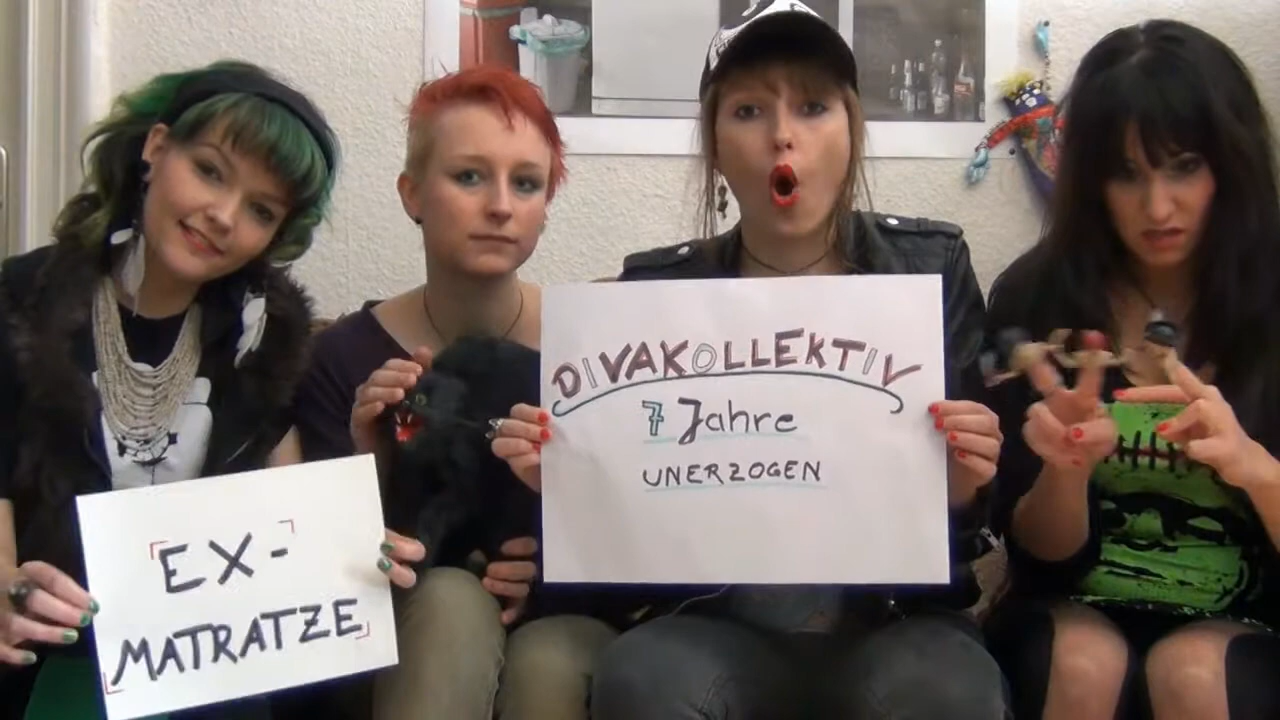 DIVAKOLLEKTIV
7 Jahre
UNERZOGEN
EX-
MATRATZE